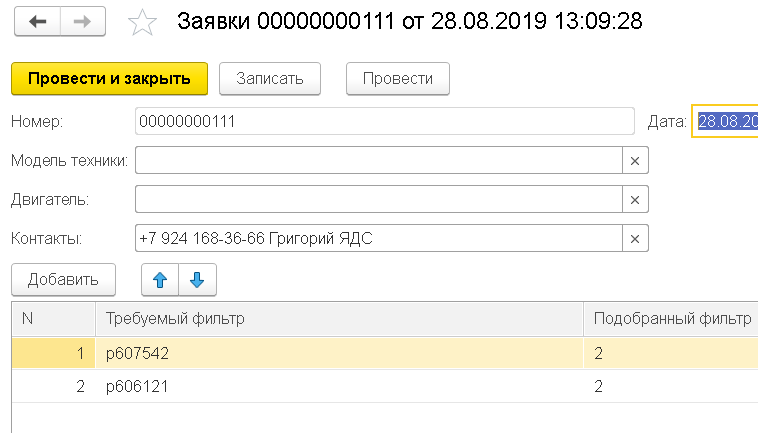 Заявки 00000000111 от 28.08.2019 13:09:28
Провести и закрыть Записать Провести
Номер: 00000000111 Дата: 28.08.20
Модель техники:
Двигатель:
Контакты: +7 924 168-36-66 Григорий ЯДС
Добавить
N Требуемый фильтр Подобранный фильтр
1 р607542 2
2 р606121 2